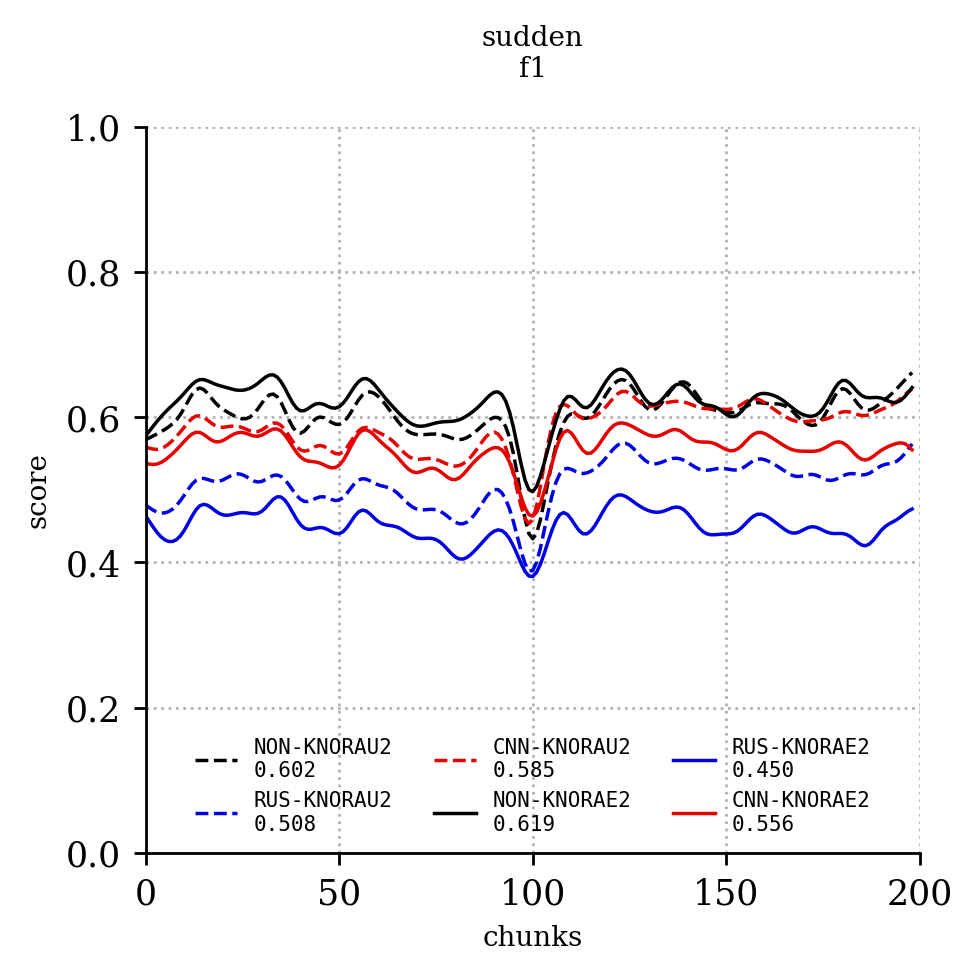 sudden
f1
1.0
0.8
0.6
0.4
0.2
0.0
score
NON-KNORAU2
0.602
RUS-KNORAU2
0.508
CNN-KNORAU2
0.585
NON-KNORAE2
0.619
RUS-KNORAE2
0.450
CNN-KNORAE2
0.556
0 50 100 150 200
chunks